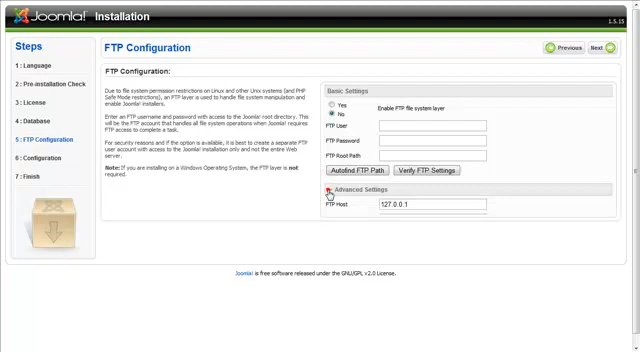 Joomla! Installation
1.5.15
Steps
1 : Language
2 : Pre-installation Check
3 : License
4 : Database
5 : FTP Configuration
6 : Configuration
7 : Finish
FTP Configuration
Previous
Next
FTP Configuration:
Due to file system permission restrictions on Linux and other Unix systems (and PHP
Safe Mode restrictions), an FTP layer is used to handle file system manipulation and
enable Joomla! installers.
Enter an FTP username and password with access to the Joomla! root directory. This
will be the FTP account that handles all file system operations when Joomla! requires
FTP access to complete a task.
For security reasons and if the option is available, it is best to create a separate FTP
user account with access to the Joomla! installation only and not the entire Web
server.
Note: If you are installing on a Windows Operating System, the FTP layer is not
required.
Basic Settings
Yes
No
Enable FTP file system layer
FTP User
FTP Password
FTP Root Path
Autofind FTP Path
Verify FTP Settings
Advanced Settings
FTP Host
127.0.0.1
Joomla! is free software released under the GNU/GPL v2.0 License.